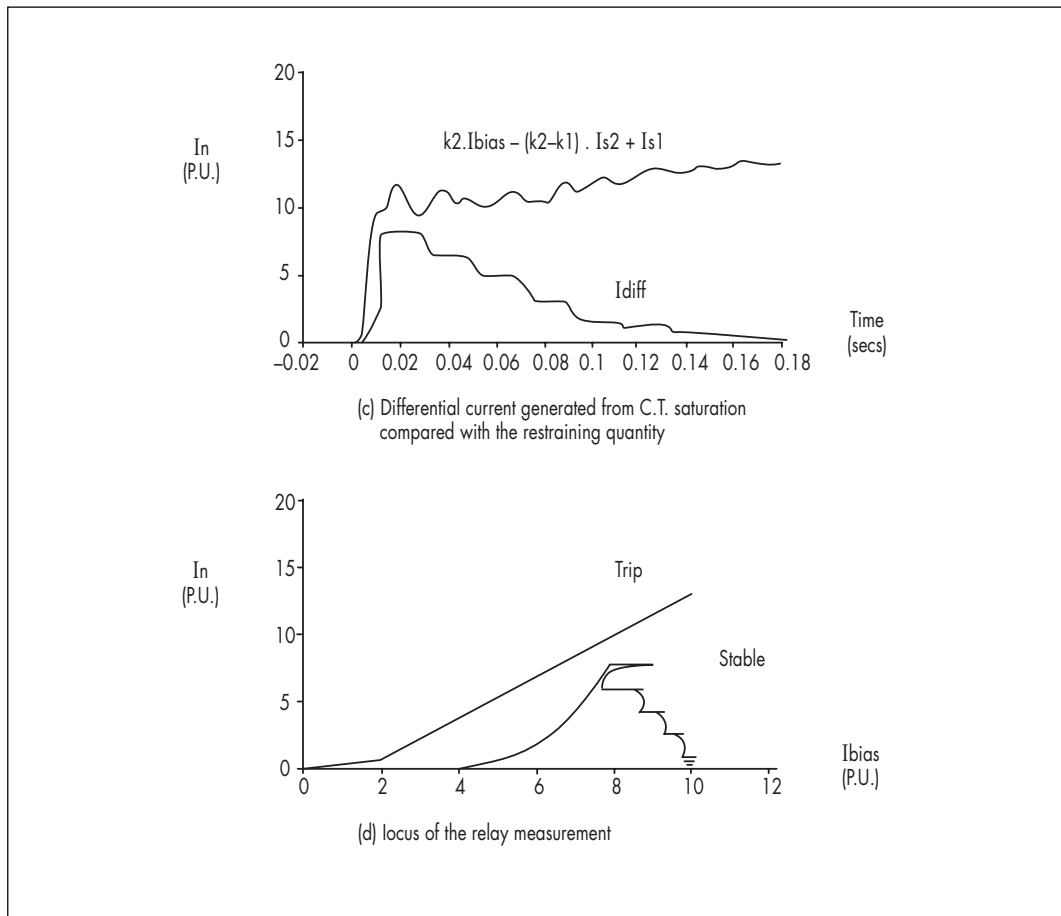 20
15
10
5
0
In
(P.U.)
k2.Ibias – (k2–k1) . Is2 + Is1
Idiff
Time
(secs)
–0.02 0 0.02 0.04 0.06 0.08 0.1 0.12 0.14 0.16 0.18
(c) Differential current generated from C.T. saturation
compared with the restraining quantity
20
15
10
5
0
In
(P.U.)
Trip
Stable
Ibias
(P.U.)
0 2 4 6 8 10 12
(d) locus of the relay measurement